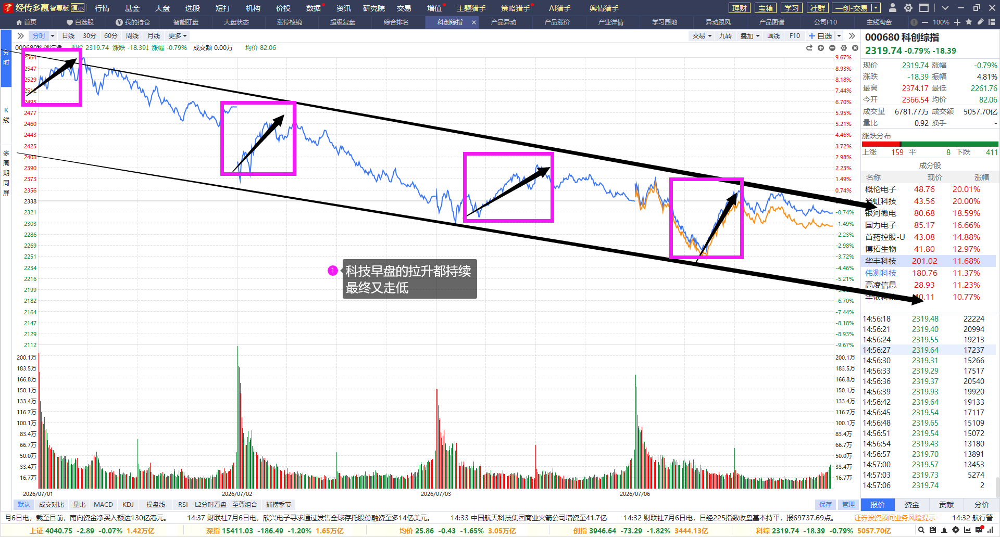 经传多赢 智尊版 演示 行情 基金 大盘 选股 短打 机构 价投 数据 资讯 研究院 交易 增值 主题猎手 策略猎手 AI猎手 舆情猎手 理财 宝箱 学习 社群 一创-交易
首页 自选股 我的持仓 智能盯盘 大盘状态 涨停棱镜 超级复盘 综合排名 科创综指 产品异动 产品涨价 产业详情 学习园地 异动跟风 产品图谱 公司F10 主线淘金 100%
分时 日线 30分 60分 周线 月线 更多 交易 九转 叠加 画线 F10 自选
分时
K线
多周期同屏
000680科创综指 现价 2319.74 涨跌 -18.39↓ 涨幅 -0.79% 成交额 0.00万 均价 82.06
2564 9.67%
2547 8.93%
2529 8.18%
2512 7.44%
2495 6.70%
2477 5.95%
2460 5.21%
2443 4.46%
2425 3.72%
2408 2.98%
2390 2.23%
2373 1.49%
2356 0.74%
2338
2321 -0.74%
2303 -1.49%
2286 -2.23%
2269 -2.98%
2251 -3.72%
2234 -4.46%
2216 -5.21%
2199
2182 -6.70%
2164 -7.44%
2147 -8.18%
2129 -8.93%
2112 -9.67%
1 科技早盘的拉升都持续
最终又走低
200.1万 200.1万
183.5万 183.5万
166.8万 166.8万
150.1万 150.1万
133.4万 133.4万
116.7万 116.7万
100.1万 100.1万
83.4万 83.4万
66.7万 66.7万
50.0万 50.0万
33.4万 33.4万
16.7万 16.7万
2026/07/01 2026/07/02 2026/07/03 2026/07/06
默认 成交对比 量比 MACD KDJ 操盘线 RSI L2分时看盘 至尊组合 捕捞季节 保存 管理
000680 科创综指
2319.74 -0.79% -18.39
现价 2319.74 涨幅 -0.79%
涨跌 -18.39 振幅 4.81%
最高 2374.17 最低 2261.76
今开 2366.54 均价 82.06
成交量 6781.77万 成交额 5057.70亿
量比 0.92 换手 -
涨跌分布
上涨 159 平 8 下跌 411
成分股
名称 现价 涨幅
概伦电子 48.76 20.01%
虹科技 43.56 20.00%
银河微电 80.68 18.59%
国力电子 85.17 16.66%
首药控股-U 43.08 14.88%
博拓生物 41.80 12.97%
华丰科技 201.02 11.68%
伟测科技 180.76 11.37%
高凌信息 28.93 11.23%
华依科技 40.11 10.77%
14:56:18 2319.48 22224
14:56:21 2319.40 20994
14:56:24 2319.55 19213
14:56:27 2319.64 17237
14:56:30 2319.31 15266
14:56:33 2319.29 17517
14:56:36 2319.37 20540
14:56:39 2319.93 19920
14:56:42 2319.64 19133
14:56:45 2319.54 17117
14:56:48 2319.65 15109
14:56:51 2319.54 15072
14:56:54 2319.43 13180
14:56:57 2319.70 13891
14:57:00 2319.57 13453
14:57:03 2319.73 5274
14:57:06 2319.74 2
报价 资金 贡献 分价
月6日电，截至目前，南向资金净买入额达130亿港元。 14:37 财联社7月6日电，欣兴电子寻求通过发售全球存托股份融资至多14亿美元。 14:33 中国航天科技集团商业火箭公司增资至41.7亿 14:32 财联社7月6日电，日经225指数收盘基本持平，报69737.69点。 证券投资顾问业务风险提示 14:32 航行警
上证 4040.75 -2.89 -0.07% 1.42万亿 深指 15411.03 -186.49 -1.20% 1.65万亿 均价 25.86 -0.43 -1.65% 3.05万亿 创指 3946.64 -73.29 -1.82% 3444.13亿 科综 2319.74 -18.39 -0.79% 5057.70亿